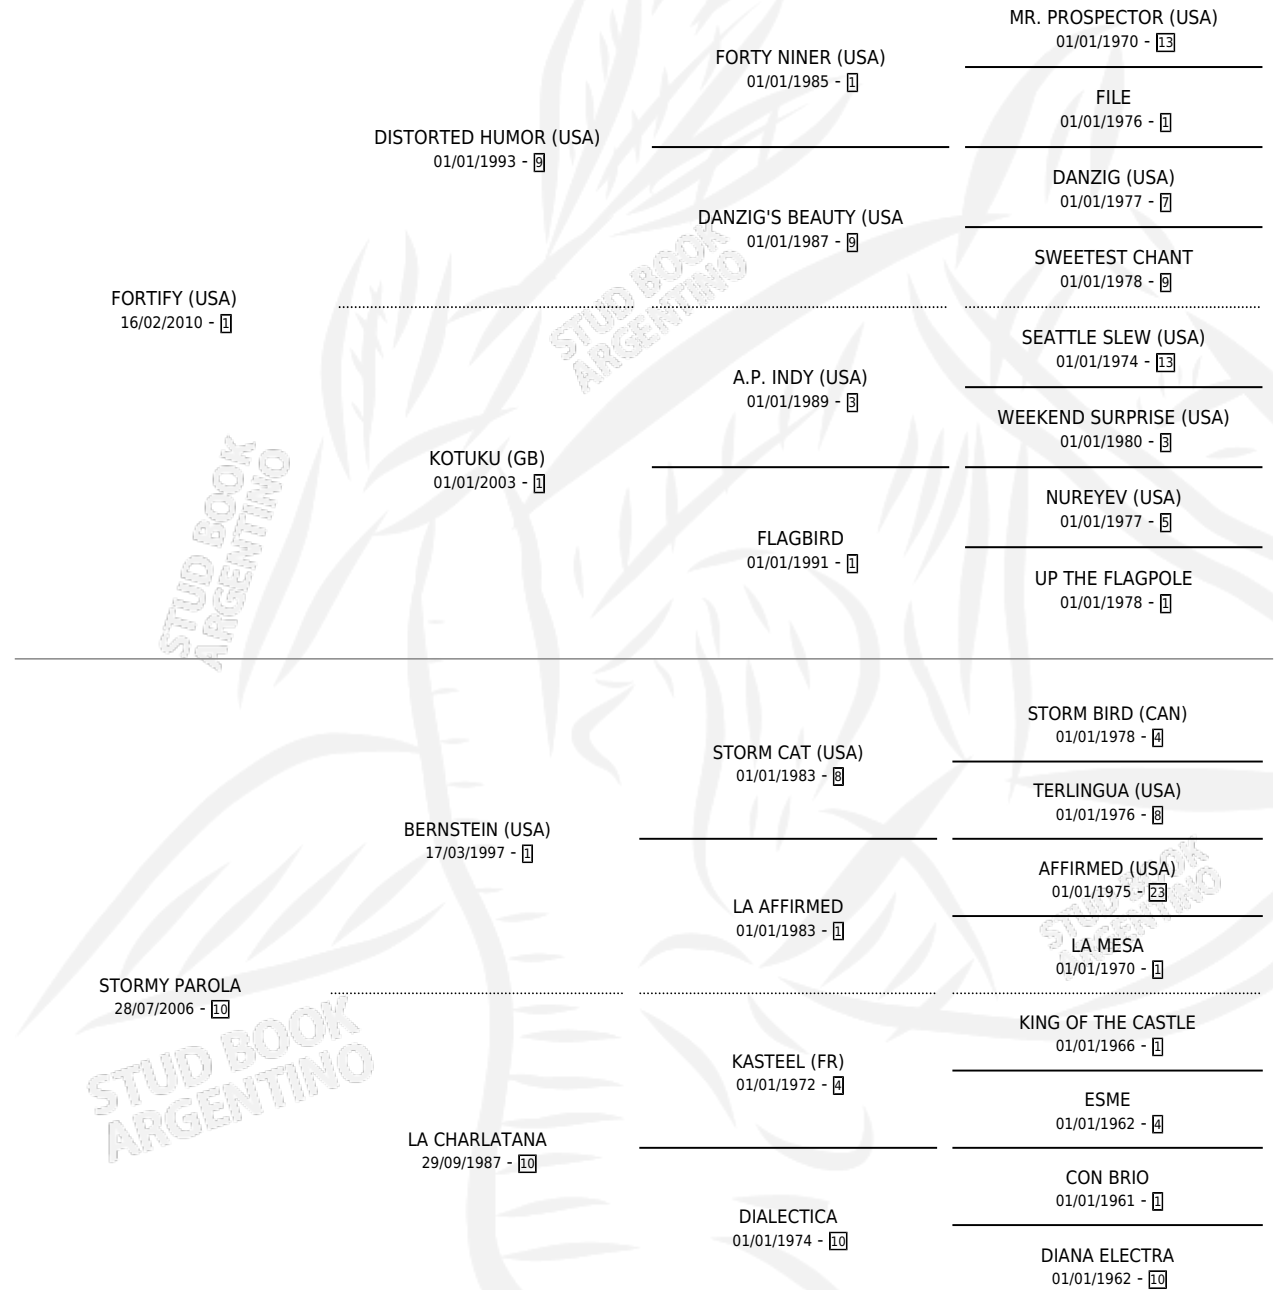 MR. PROSPECTOR (USA)
01/01/1970 - 13
FORTY NINER (USA)
01/01/1985 - 1
FILE
01/01/1976 - 1
DISTORTED HUMOR (USA)
01/01/1993 - 9
DANZIG (USA)
01/01/1977 - 7
DANZIG'S BEAUTY (USA
01/01/1987 - 9
SWEETEST CHANT
01/01/1978 - 9
FORTIFY (USA)
16/02/2010 - 1
SEATTLE SLEW (USA)
01/01/1974 - 13
A.P. INDY (USA)
01/01/1989 - 3
WEEKEND SURPRISE (USA)
01/01/1980 - 3
KOTUKU (GB)
01/01/2003 - 1
NUREYEV (USA)
01/01/1977 - 5
FLAGBIRD
01/01/1991 - 1
UP THE FLAGPOLE
01/01/1978 - 1
STORM BIRD (CAN)
01/01/1978 - 4
STORM CAT (USA)
01/01/1983 - 8
TERLINGUA (USA)
01/01/1976 - 8
BERNSTEIN (USA)
17/03/1997 - 1
AFFIRMED (USA)
01/01/1975 - 23
LA AFFIRMED
01/01/1983 - 1
LA MESA
01/01/1970 - 1
STORMY PAROLA
28/07/2006 - 10
KING OF THE CASTLE
01/01/1966 - 1
KASTEEL (FR)
01/01/1972 - 4
ESME
01/01/1962 - 4
LA CHARLATANA
29/09/1987 - 10
CON BRIO
01/01/1961 - 1
DIALECTICA
01/01/1974 - 10
DIANA ELECTRA
01/01/1962 - 10
STUD BOOK
ARGENTINO
STUD BOOK
ARGENTINO
STUD BOOK
ARGENTINO
STUD BOOK
ARGENTINO